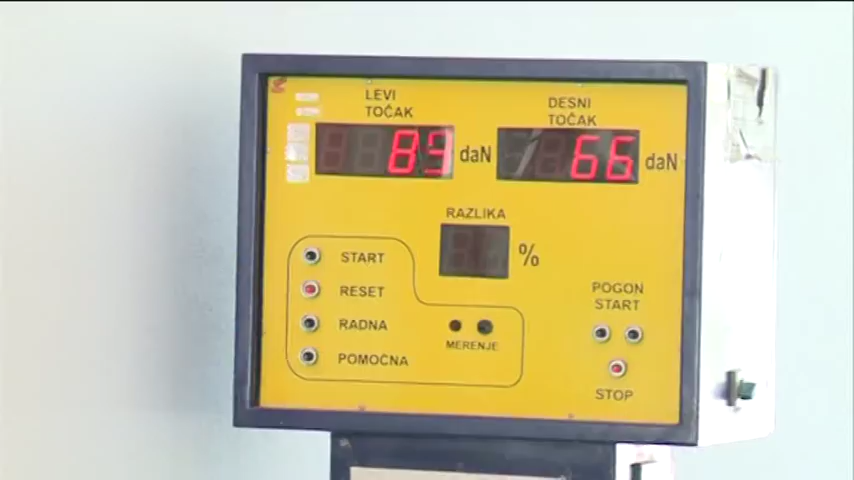 LEVI
TOČAK
DESNI
TOČAK
89 daN
66 daN
RAZLIKA
%
START
RESET
RADNA
POMOĆNA
MERENJE
POGON
START
STOP